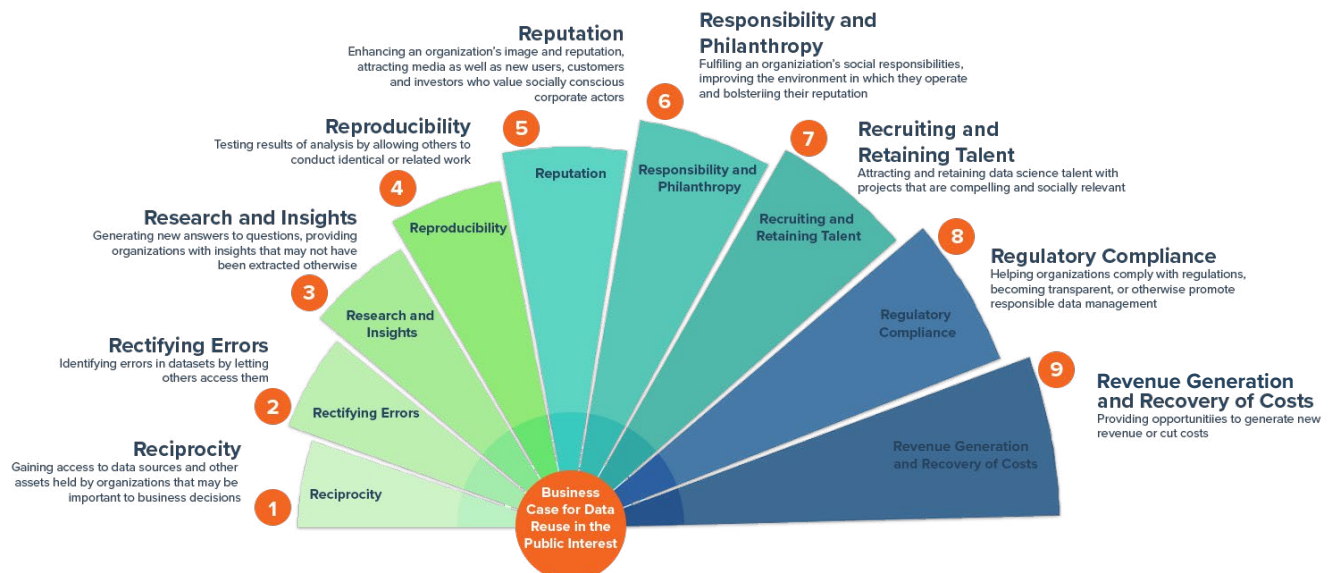 Reputation
Enhancing an organization's image and reputation,
attracting media as well as new users, customers
and investors who value socially conscious
corporate actors
Responsibility and
Philanthropy
Fulfiling an organiziation's social responsibilities,
improving the environment in which they operate
and bolsteriing their reputation
Reproducibility
Testing results of analysis by allowing others to
conduct identical or related work
Recruiting and
Retaining Talent
Attracting and retaining data science talent with
projects that are compelling and socially relevant
Research and Insights
Generating new answers to questions, providing
organizations with insights that may not have
been extracted otherwise
Regulatory Compliance
Helping organizations comply with regulations,
becoming transparent, or otherwise promote
responsible data management
Rectifying Errors
Identifying errors in datasets by letting
others access them
Revenue Generation
and Recovery of Costs
Providing opportunitiies to generate new
revenue or cut costs
Reciprocity
Gaining access to data sources and other
assets held by organizations that may be
important to business decisions
1
2
3
4
5
6
7
8
9
Reciprocity
Rectifying Errors
Research and
Insights
Reproducibility
Reputation
Responsibility and
Philanthropy
Recruiting and
Retaining Talent
Regulatory
Compliance
Revenue Generation
and Recovery of Costs
Business
Case for Data
Reuse in the
Public Interest